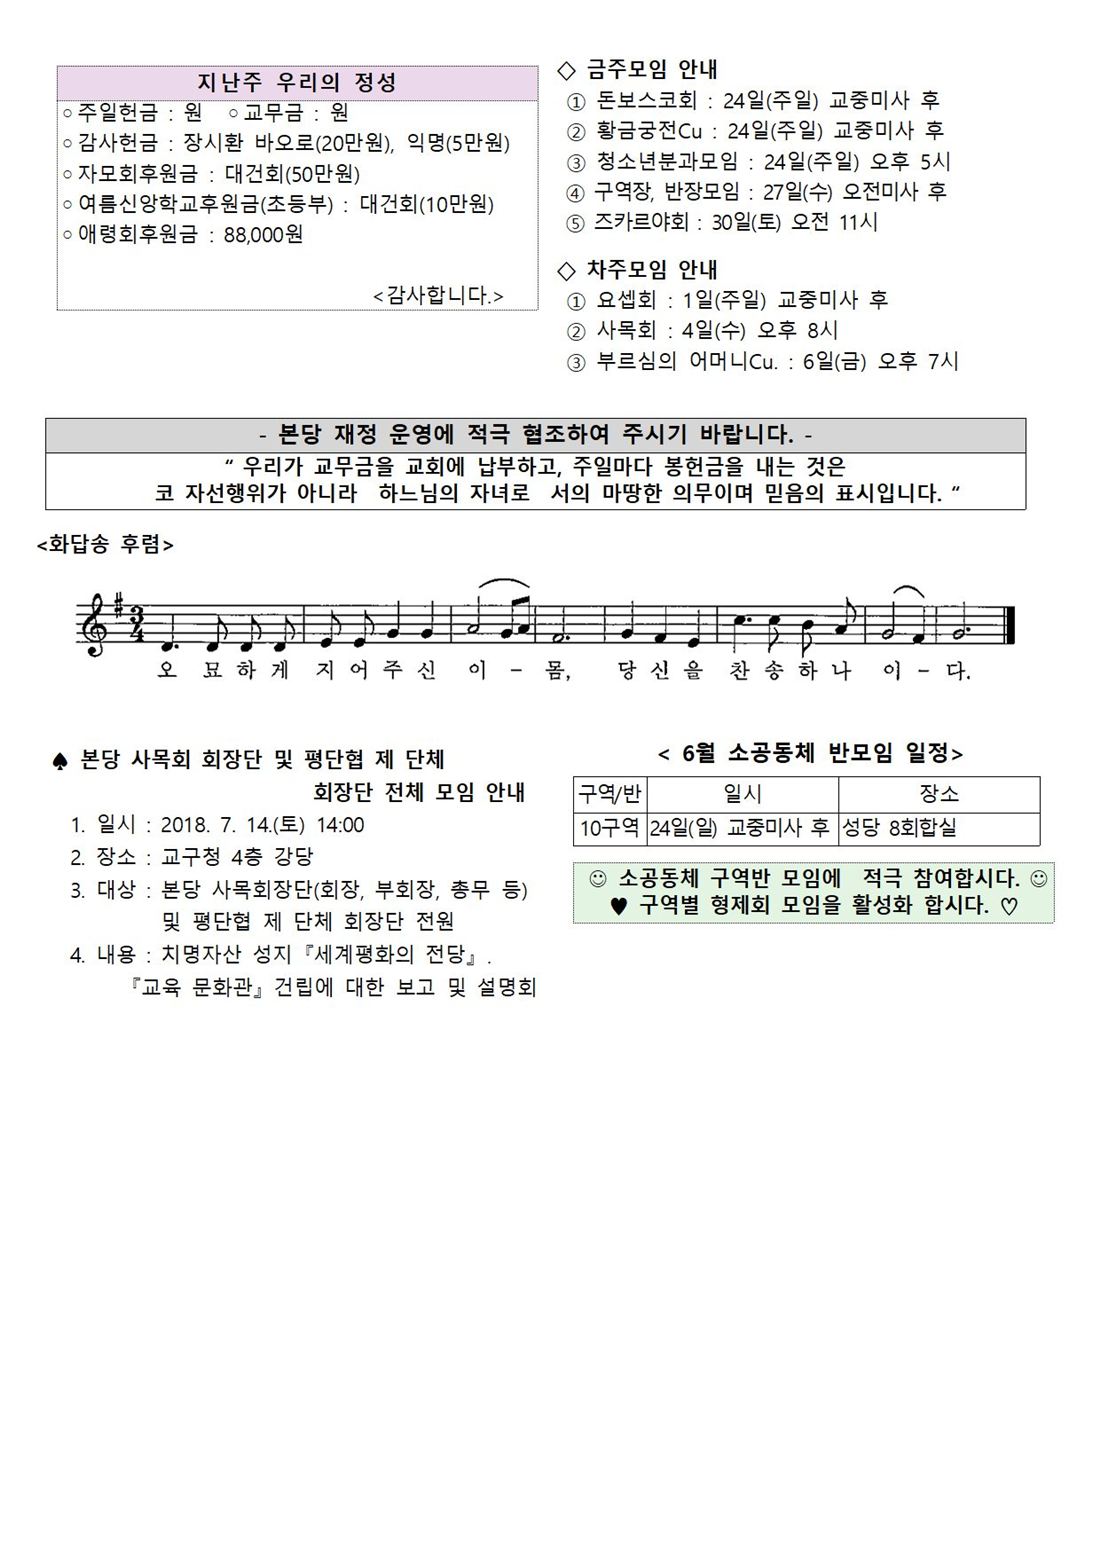 지난주 우리의 정성
○ 주일헌금 : 원 ○ 교무금 : 원
○ 감사헌금 : 장시환 바오로(20만원), 익명(5만원)
○ 자모회후원금 : 대건회(50만원)
○ 여름신앙학교후원금(초등부) : 대건회(10만원)
○ 애령회후원금 : 88,000원
<감사합니다.>
◇ 금주모임 안내
① 돈보스코회 : 24일(주일) 교중미사 후
② 황금궁전Cu : 24일(주일) 교중미사 후
③ 청소년분과모임 : 24일(주일) 오후 5시
④ 구역장, 반장모임 : 27일(수) 오전미사 후
⑤ 즈카르야회 : 30일(토) 오전 11시
◇ 차주모임 안내
① 요셉회 : 1일(주일) 교중미사 후
② 사목회 : 4일(수) 오후 8시
③ 부르심의 어머니Cu. : 6일(금) 오후 7시
- 본당 재정 운영에 적극 협조하여 주시기 바랍니다. -
“ 우리가 교무금을 교회에 납부하고, 주일마다 봉헌금을 내는 것은
코 자선행위가 아니라 하느님의 자녀로 서의 마땅한 의무이며 믿음의 표시입니다. “
<화답송 후렴>
3/4
오 묘 하 게 지 어 주 신 이 - 몸, 당 신 을 찬 송 하 나 이 - 다.
♠ 본당 사목회 회장단 및 평단협 제 단체
회장단 전체 모임 안내
1. 일시 : 2018. 7. 14.(토) 14:00
2. 장소 : 교구청 4층 강당
3. 대상 : 본당 사목회장단(회장, 부회장, 총무 등)
및 평단협 제 단체 회장단 전원
4. 내용 : 치명자산 성지『세계평화의 전당』.
『교육 문화관』건립에 대한 보고 및 설명회
< 6월 소공동체 반모임 일정>
구역/반 일시 장소
10구역 24일(일) 교중미사 후 성당 8회합실
☺ 소공동체 구역반 모임에 적극 참여합시다. ☺
♥ 구역별 형제회 모임을 활성화 합시다. ♡